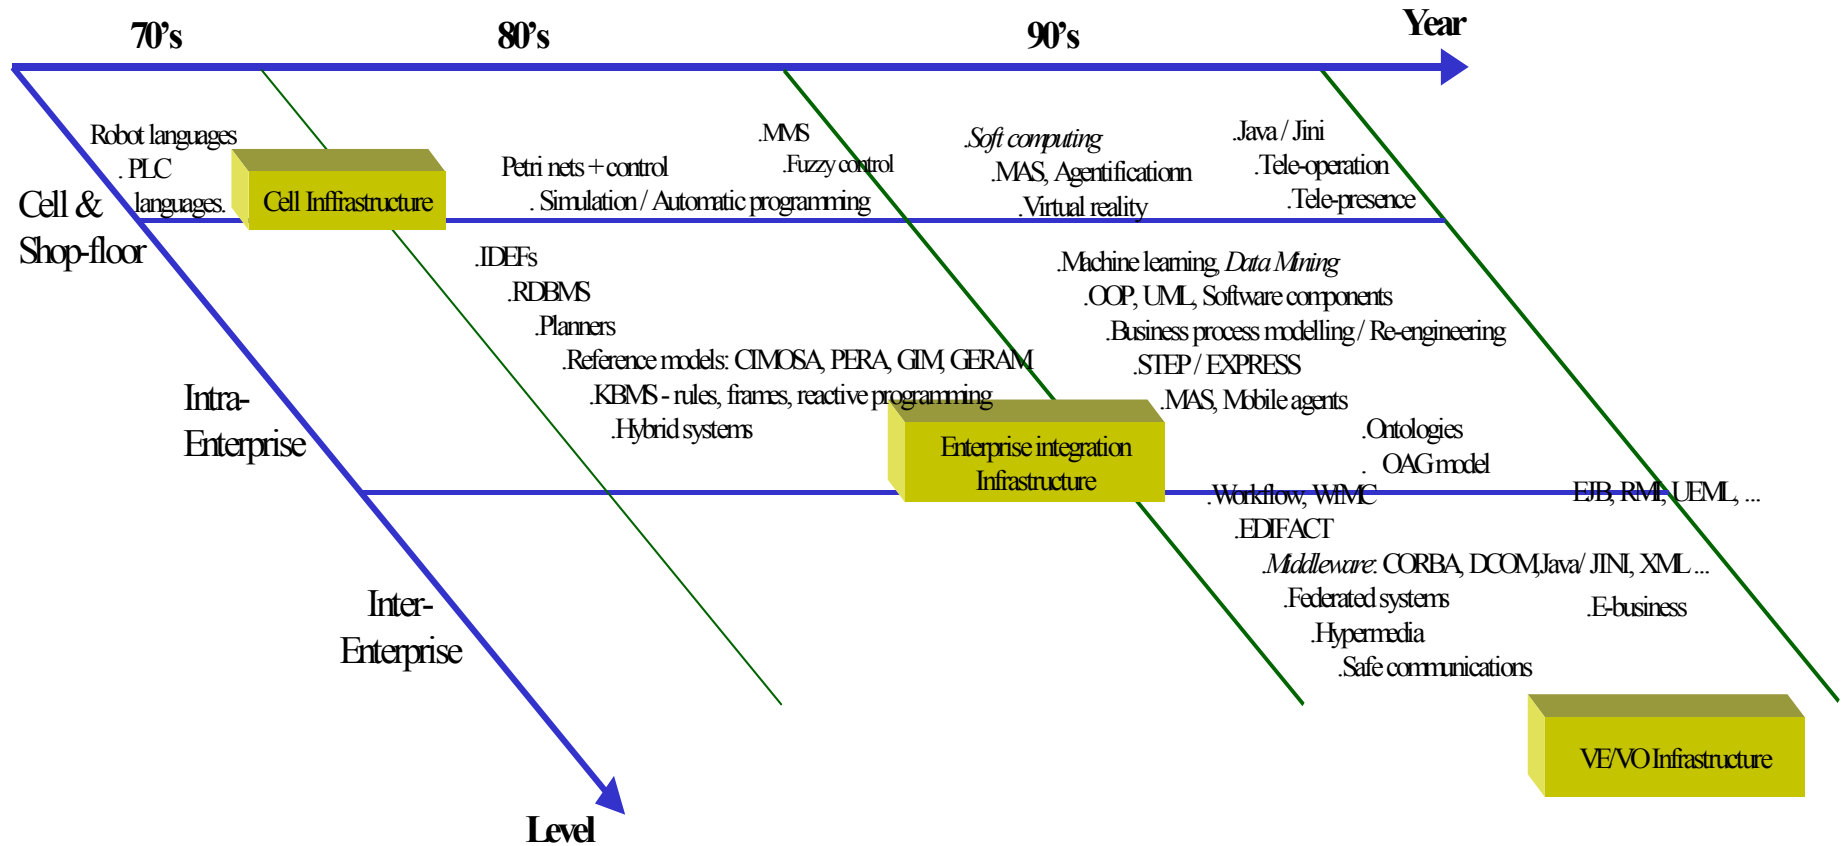 70's
80's
90's
Year
Robot languages
. PLC
languages.
Cell Inffrastructure
Petri nets + control
. Simulation / Automatic programming
.MMS
.Fuzzy control
.Soft computing
.MAS, Agentificationn
.Virtual reality
.Java / Jini
.Tele-operation
.Tele-presence
Cell &
Shop-floor
.IDEFs
.RDBMS
.Planners
.Reference models: CIMOSA, PERA, GIM, GERAM
.KBMS - rules, frames, reactive programming
.Hybrid systems
.Machine learning, Data Mining
.OOP, UML, Software components
.Business process modelling / Re-engineering
.STEP / EXPRESS
.MAS, Mobile agents
.Ontologies
. OAG model
Intra-
Enterprise
Enterprise integration
Infrastructure
.Workflow, WfMC
EJB, RMI, UEML, ...
.EDIFACT
.Middleware: CORBA, DCOM,Java/ JINI, XML ...
.Federated systems
.E-business
.Hypermedia
.Safe communications
Inter-
Enterprise
VE/VO Infrastructure
Level